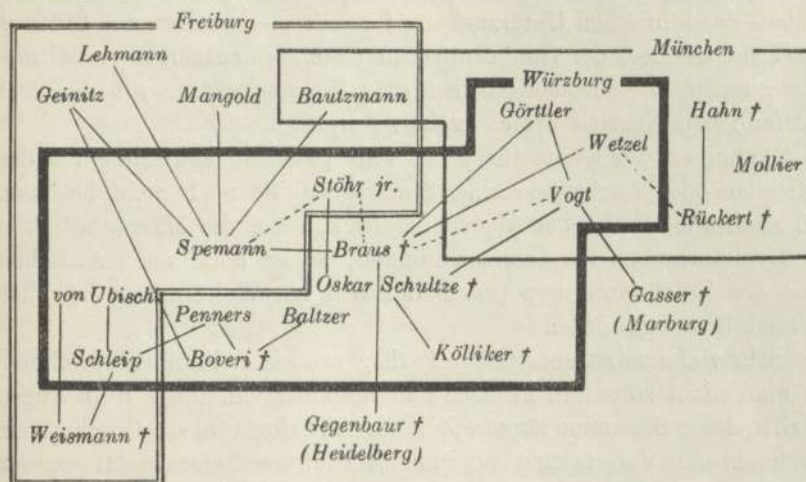 Freiburg
Lehmann
München
Geinitz Mangold Bautzmann
Würzburg
Görttler
Hahn †
Wetzel
Mollier
Stöhr jr.
Vogt
Rückert †
Spemann Braus †
von Ubisch
Oskar Schultze †
Gasser †
(Marburg)
Penners Baltzer
Schleip Boveri † Kölliker †
Weismann †
Gegenbaur †
(Heidelberg)